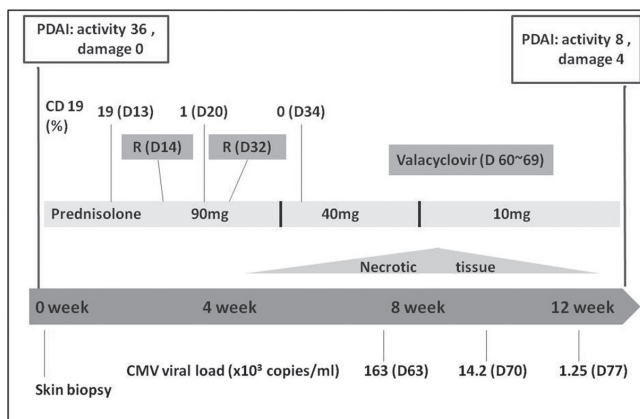 PDAI: activity 36 ,
damage 0
PDAI: activity 8 ,
damage 4
CD 19
(%)
19 (D13)
1 (D20)
0 (D34)
R (D14)
R (D32)
Valacyclovir (D 60~69)
Prednisolone
90mg
40mg
10mg
Necrotic tissue
0 week
4 week
8 week
12 week
CMV viral load (x10³ copies/ml)
163 (D63)
14.2 (D70)
1.25 (D77)
Skin biopsy